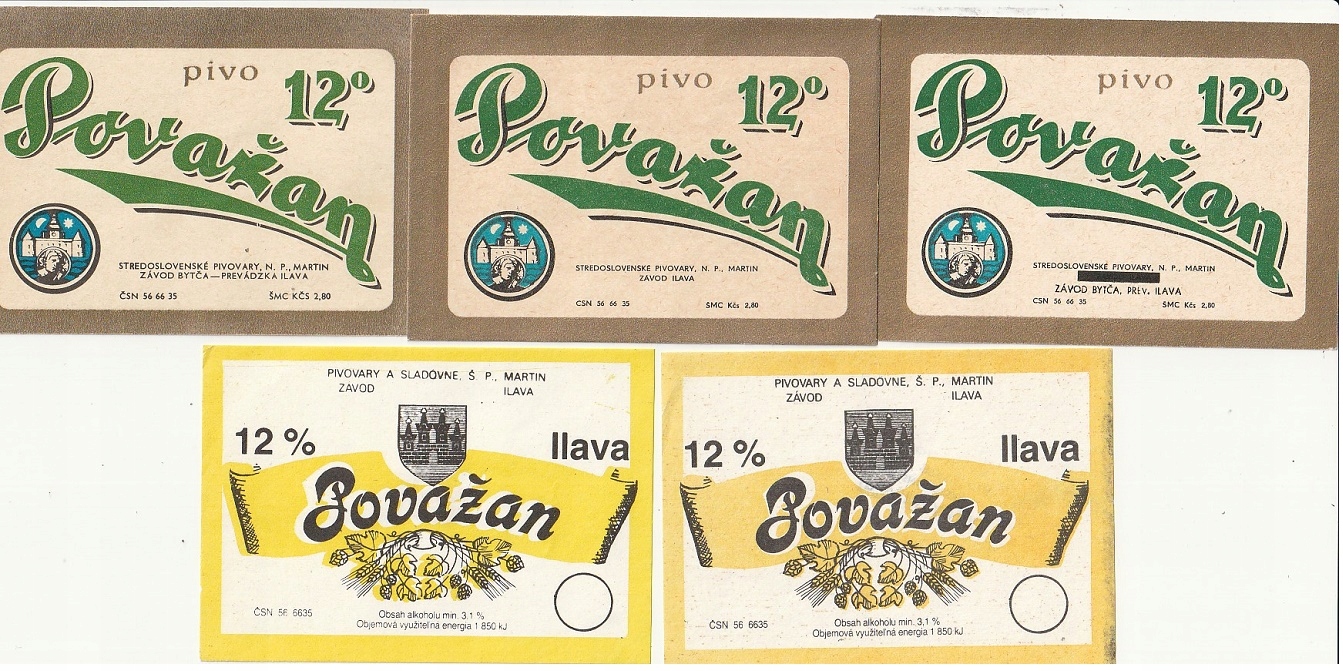 pivo 12º
Považan
STREDOSLOVENSKÉ PIVOVARY, N. P., MARTIN
ZÁVOD BYTČA — PREVÁDZKA ILAVA
ČSN 56 66 35 ŠMC KČS 2,80
pivo 12º
Považan
STREDOSLOVENSKÉ PIVOVARY, N. P., MARTIN
ZÁVOD ILAVA
ČSN 56 66 35 ŠMC Kčs 2,80
pivo 12º
Považan
STREDOSLOVENSKÉ PIVOVARY, N. P., MARTIN
ZÁVOD BYTČA, PREV. ILAVA
ČSN 56 66 35 ŠMC Kčs 2,80
PIVOVARY A SLADOVNE, Š. P., MARTIN
ZÁVOD ILAVA
12 % Ilava
Považan
ČSN 56 6635
Obsah alkoholu min. 3,1 %
Objemová využiteľná energia 1 850 kJ
PIVOVARY A SLADOVNE, Š. P., MARTIN
ZÁVOD ILAVA
12 % Ilava
Považan
ČSN 56 6635
Obsah alkoholu min. 3,1 %
Objemová využiteľná energia 1 850 kJ